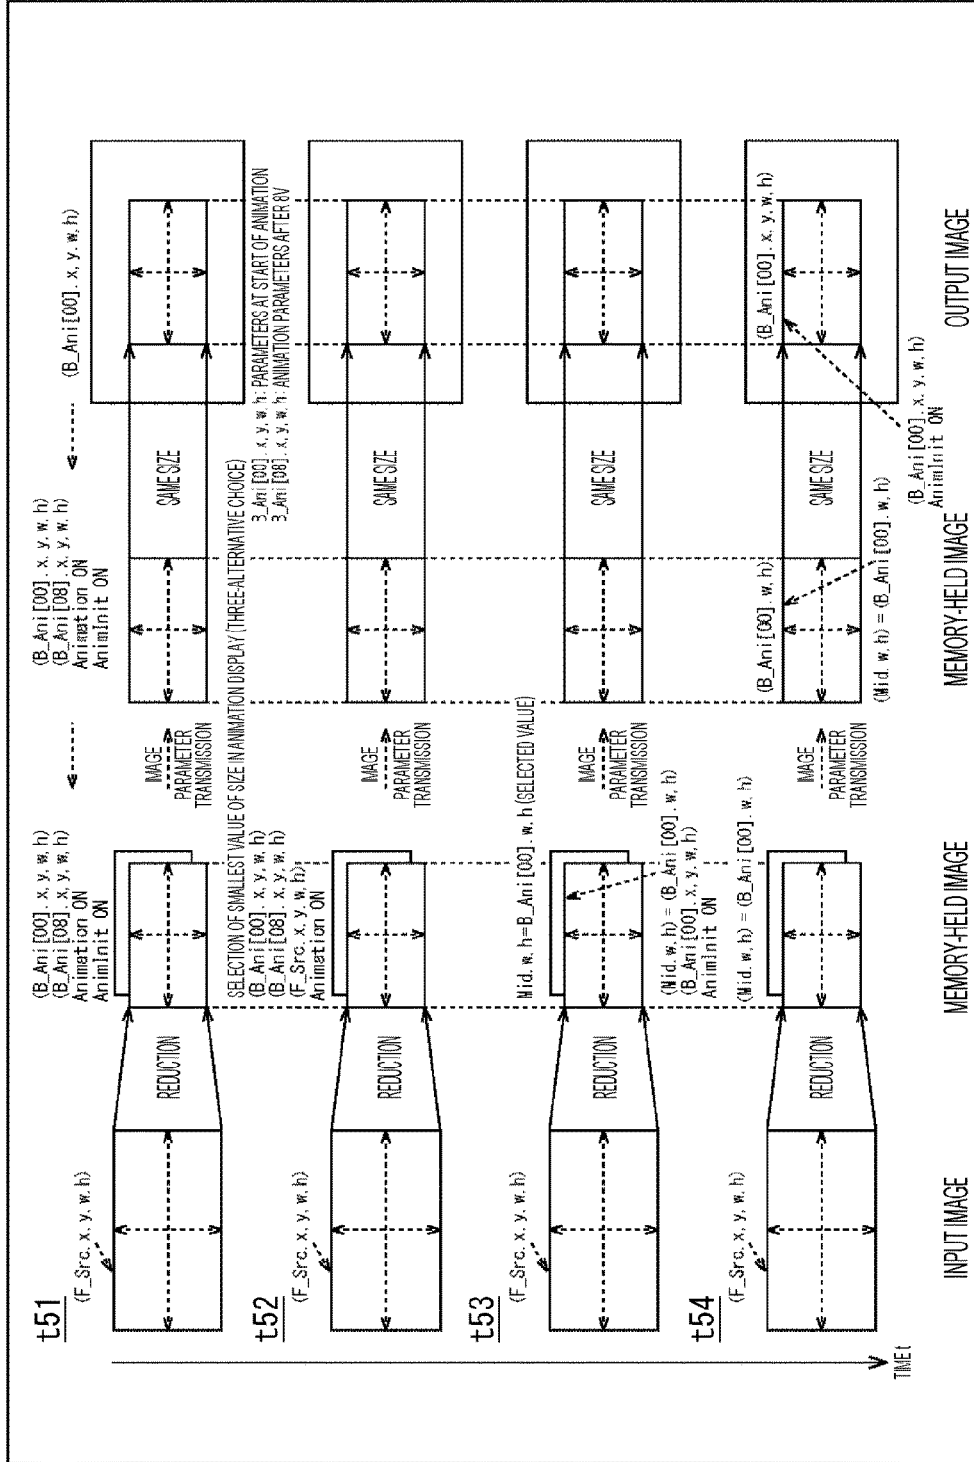 t51
(F_Src. x, y, w, h)
REDUCTION
(B_Ani[00]. x, y, w, h)
(B_Ani[08]. x, y, w, h)
Animation ON
AnimInit ON
IMAGE
PARAMETER
TRANSMISSION
(B_Ani[00]. x, y, w, h)
(B_Ani[08]. x, y, w, h)
Animation ON
AnimInit ON
SAME SIZE
(B_Ani[00]. x, y, w, h)
SELECTION OF SMALLEST VALUE OF SIZE IN ANIMATION DISPLAY (THREE-ALTERNATIVE CHOICE)
B_Ani[00]. x, y, w, h: PARAMETERS AT START OF ANIMATION
B_Ani[08]. x, y, w, h: ANIMATION PARAMETERS AFTER 8V
t52
(F_Src. x, y, w, h)
REDUCTION
(B_Ani[00]. x, y, w, h)
(B_Ani[08]. x, y, w, h)
(F_Src. x, y, w, h)
Animation ON
IMAGE
PARAMETER
TRANSMISSION
SAME SIZE
t53
(F_Src. x, y, w, h)
REDUCTION
Mid. w, h=B_Ani[00]. w, h (SELECTED VALUE)
IMAGE
PARAMETER
TRANSMISSION
SAME SIZE
(Mid. w, h) = (B_Ani[00]. w, h)
(B_Ani[00]. x, y, w, h)
AnimInit ON
t54
(F_Src. x, y, w, h)
REDUCTION
(Mid. w, h) = (B_Ani[00]. w, h)
IMAGE
PARAMETER
TRANSMISSION
(B_Ani[00]. w, h)
SAME SIZE
(B_Ani[00]. x, y, w, h)
(Mid. w, h) = (B_Ani[00]. w, h)
(B_Ani[00]. x, y, w, h)
AnimInit ON
TIME t
INPUT IMAGE
MEMORY-HELD IMAGE
MEMORY-HELD IMAGE
OUTPUT IMAGE